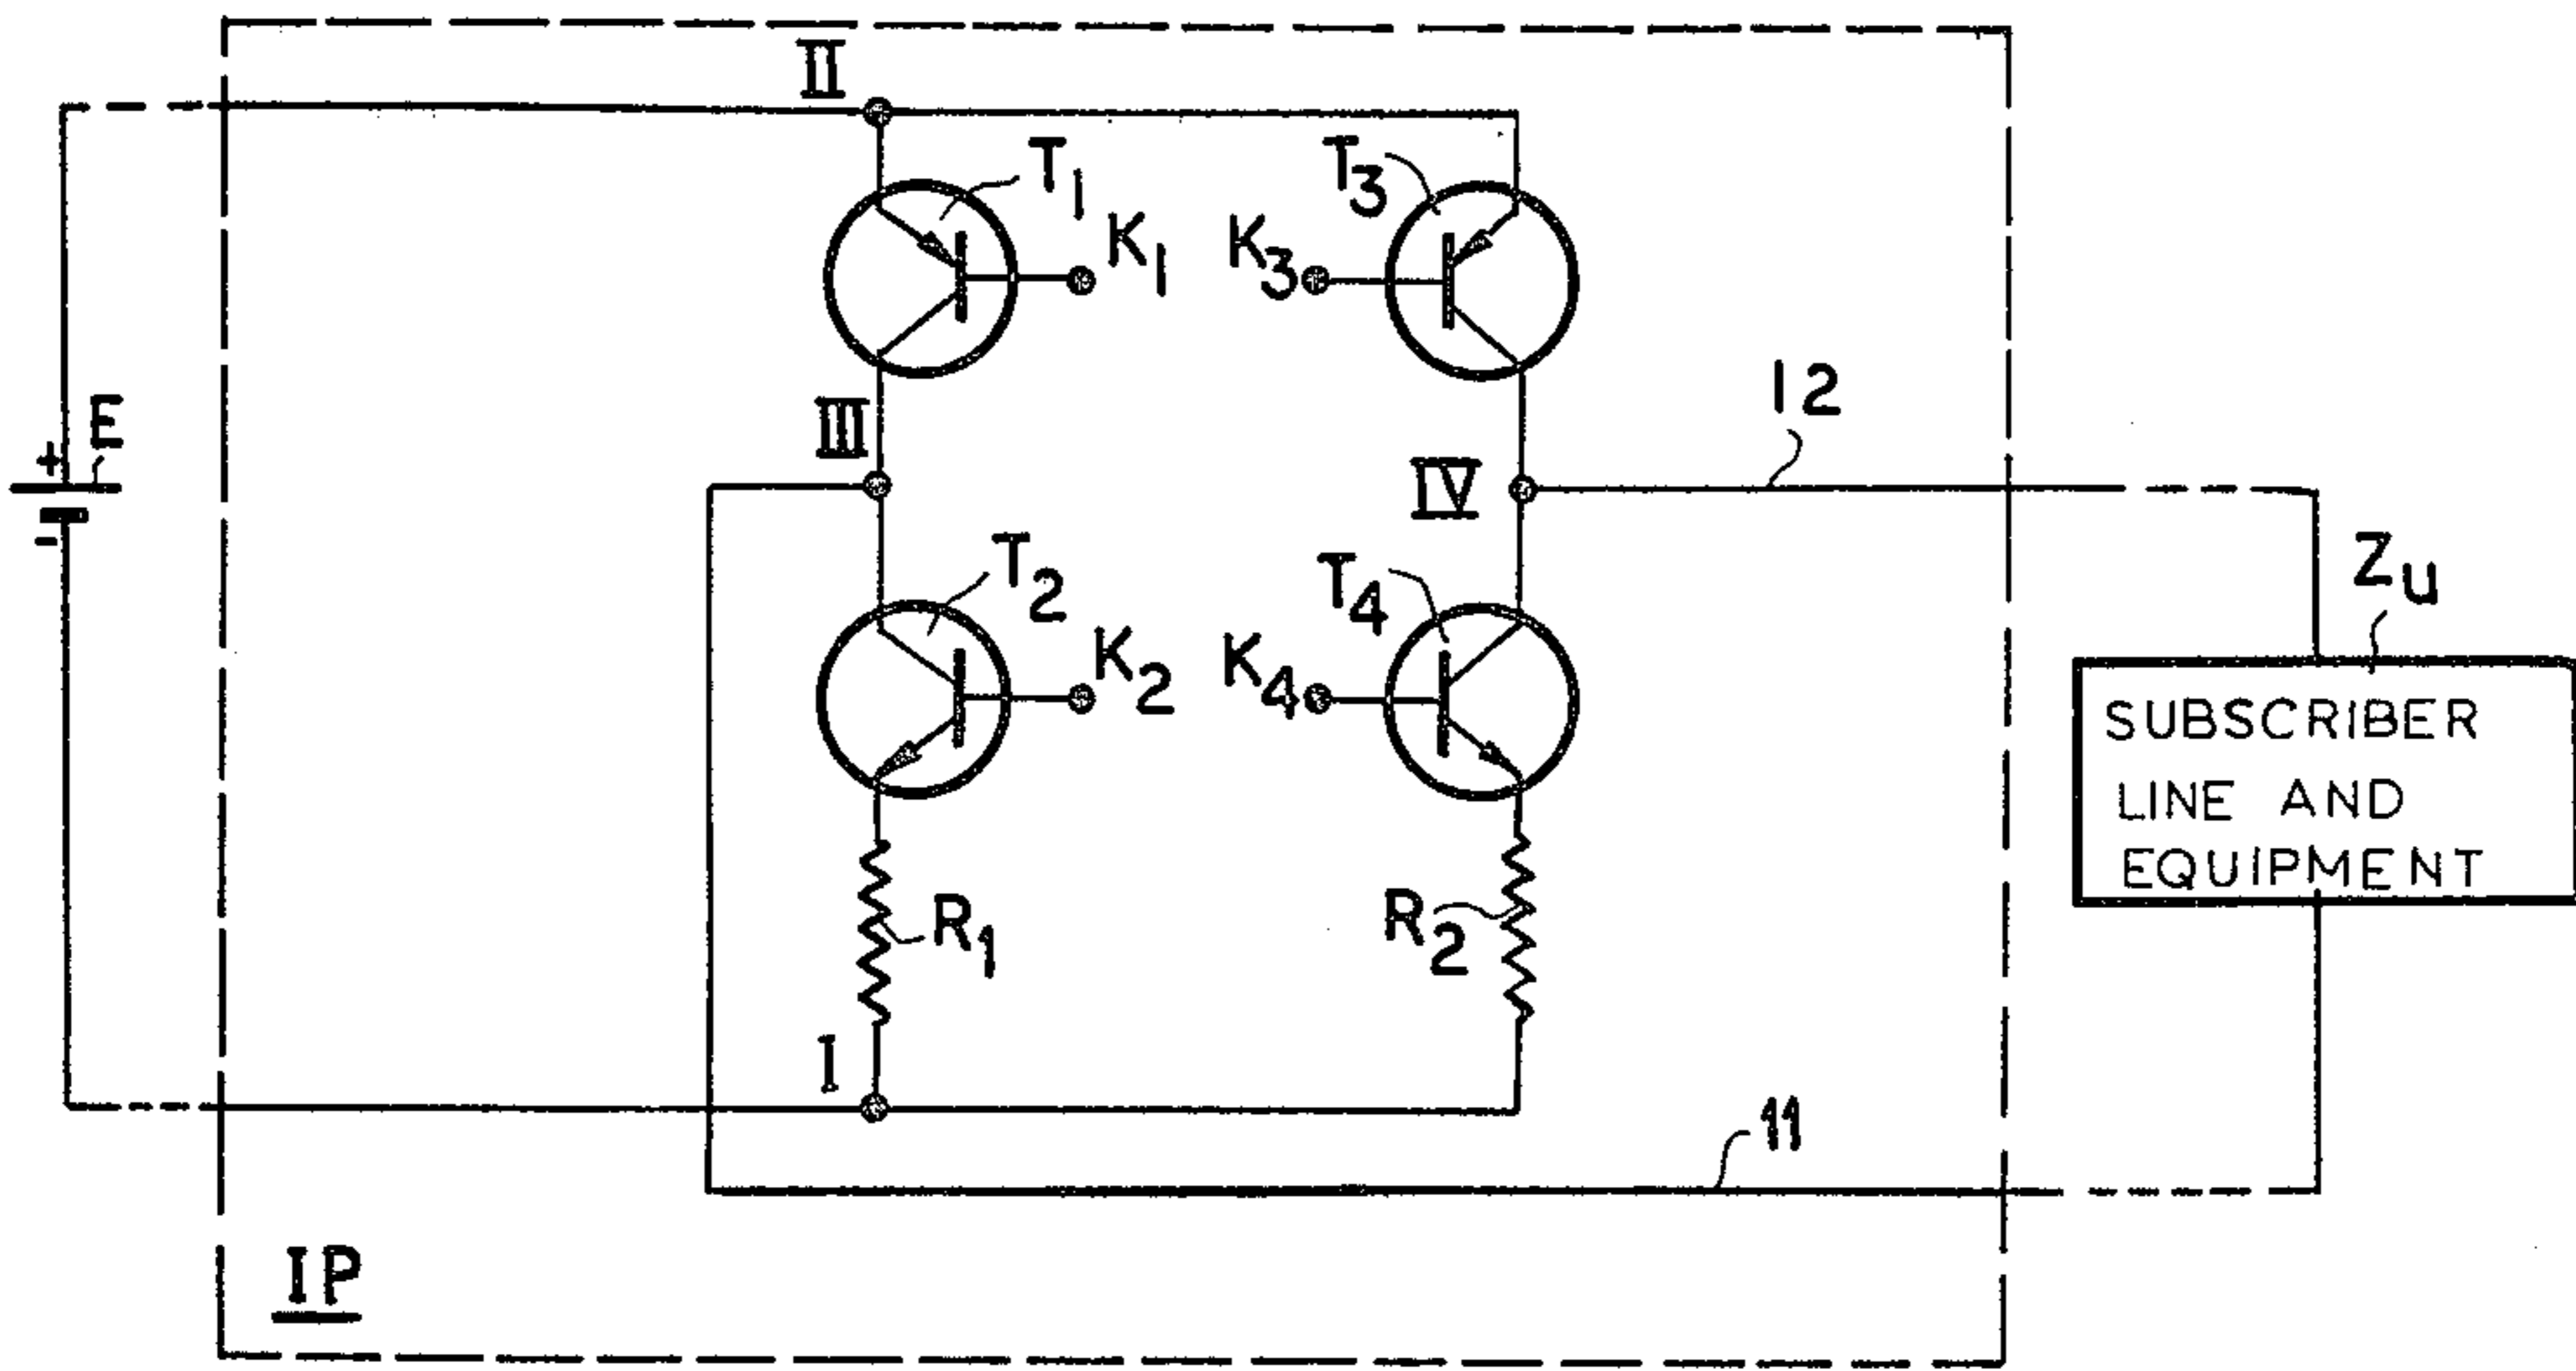 II
T1
T3
K1
K3
+
E
-
III
IV
12
T2
T4
K2
K4
Zu
SUBSCRIBER
LINE AND
EQUIPMENT
R1
R2
I
11
IP